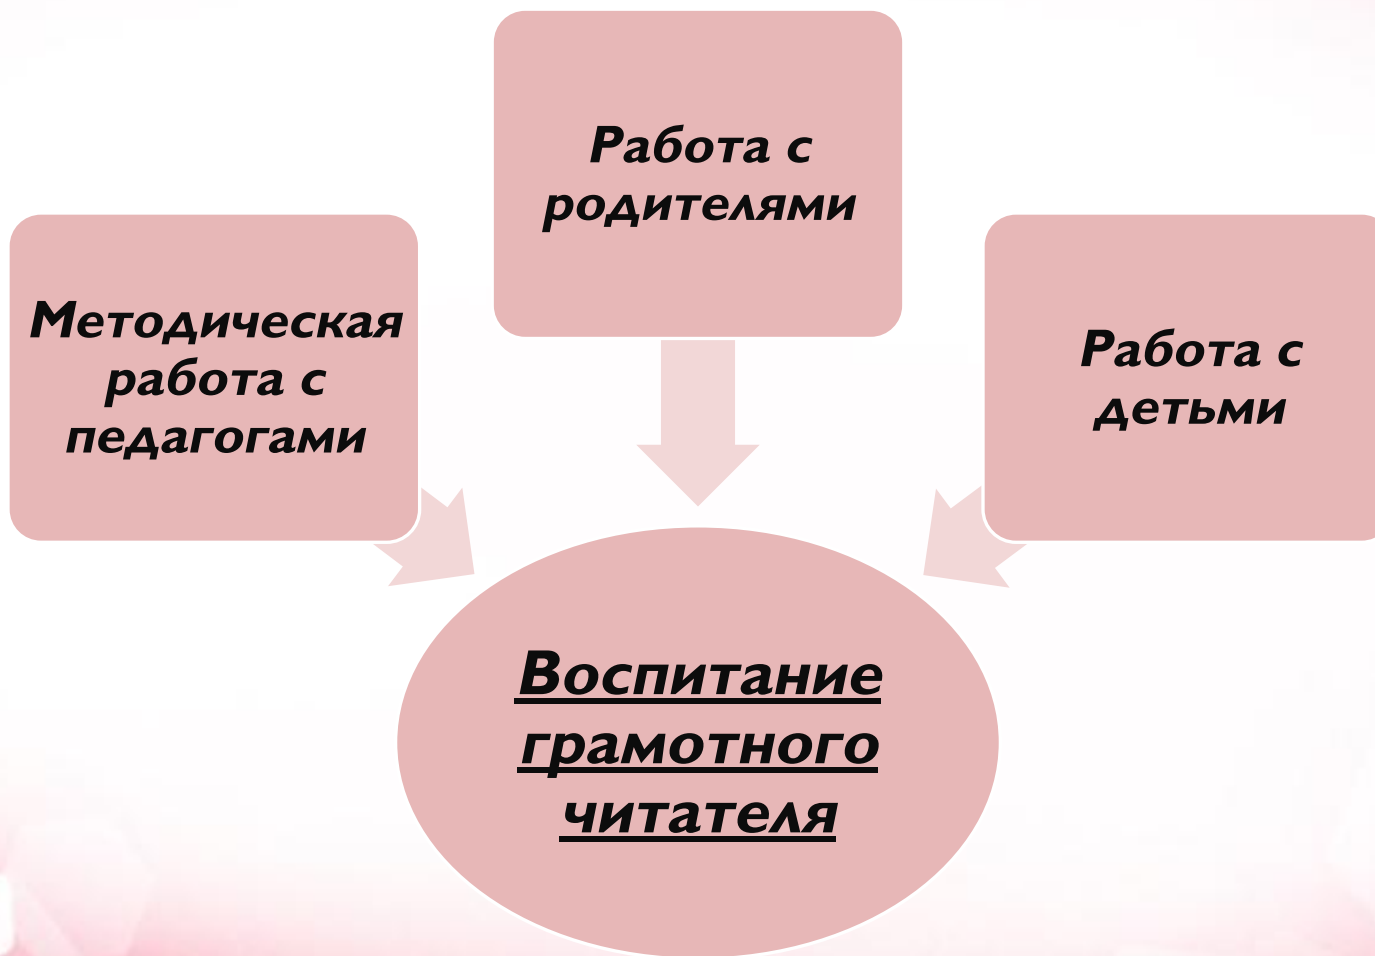 Работа с
родителями
Методическая
работа с
педагогами
Работа с
детьми
Воспитание
грамотного
читателя